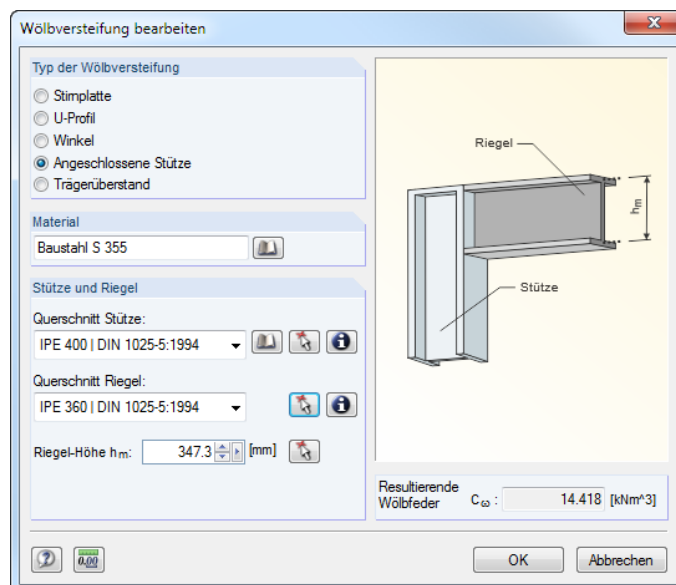 Wölbversteifung bearbeiten
Typ der Wölbversteifung
Stirnplatte
U-Profil
Winkel
Angeschlossene Stütze
Trägerüberstand
Material
Baustahl S 355
Stütze und Riegel
Querschnitt Stütze:
IPE 400 | DIN 1025-5:1994
Querschnitt Riegel:
IPE 360 | DIN 1025-5:1994
Riegel-Höhe hm: 347.3 [mm]
Riegel
hm
Stütze
Resultierende
Wölbfeder Cω : 14.418 [kNm^3]
0.00
OK
Abbrechen